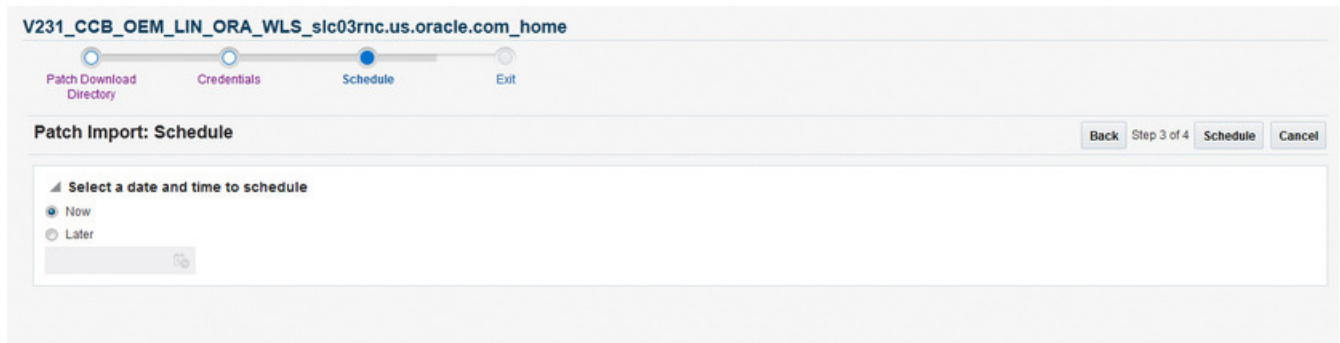 V231_CCB_OEM_LIN_ORA_WLS_slc03rnc.us.oracle.com_home
Patch Download Directory
Credentials
Schedule
Exit
Patch Import: Schedule
Back Step 3 of 4 Schedule Cancel
Select a date and time to schedule
Now
Later